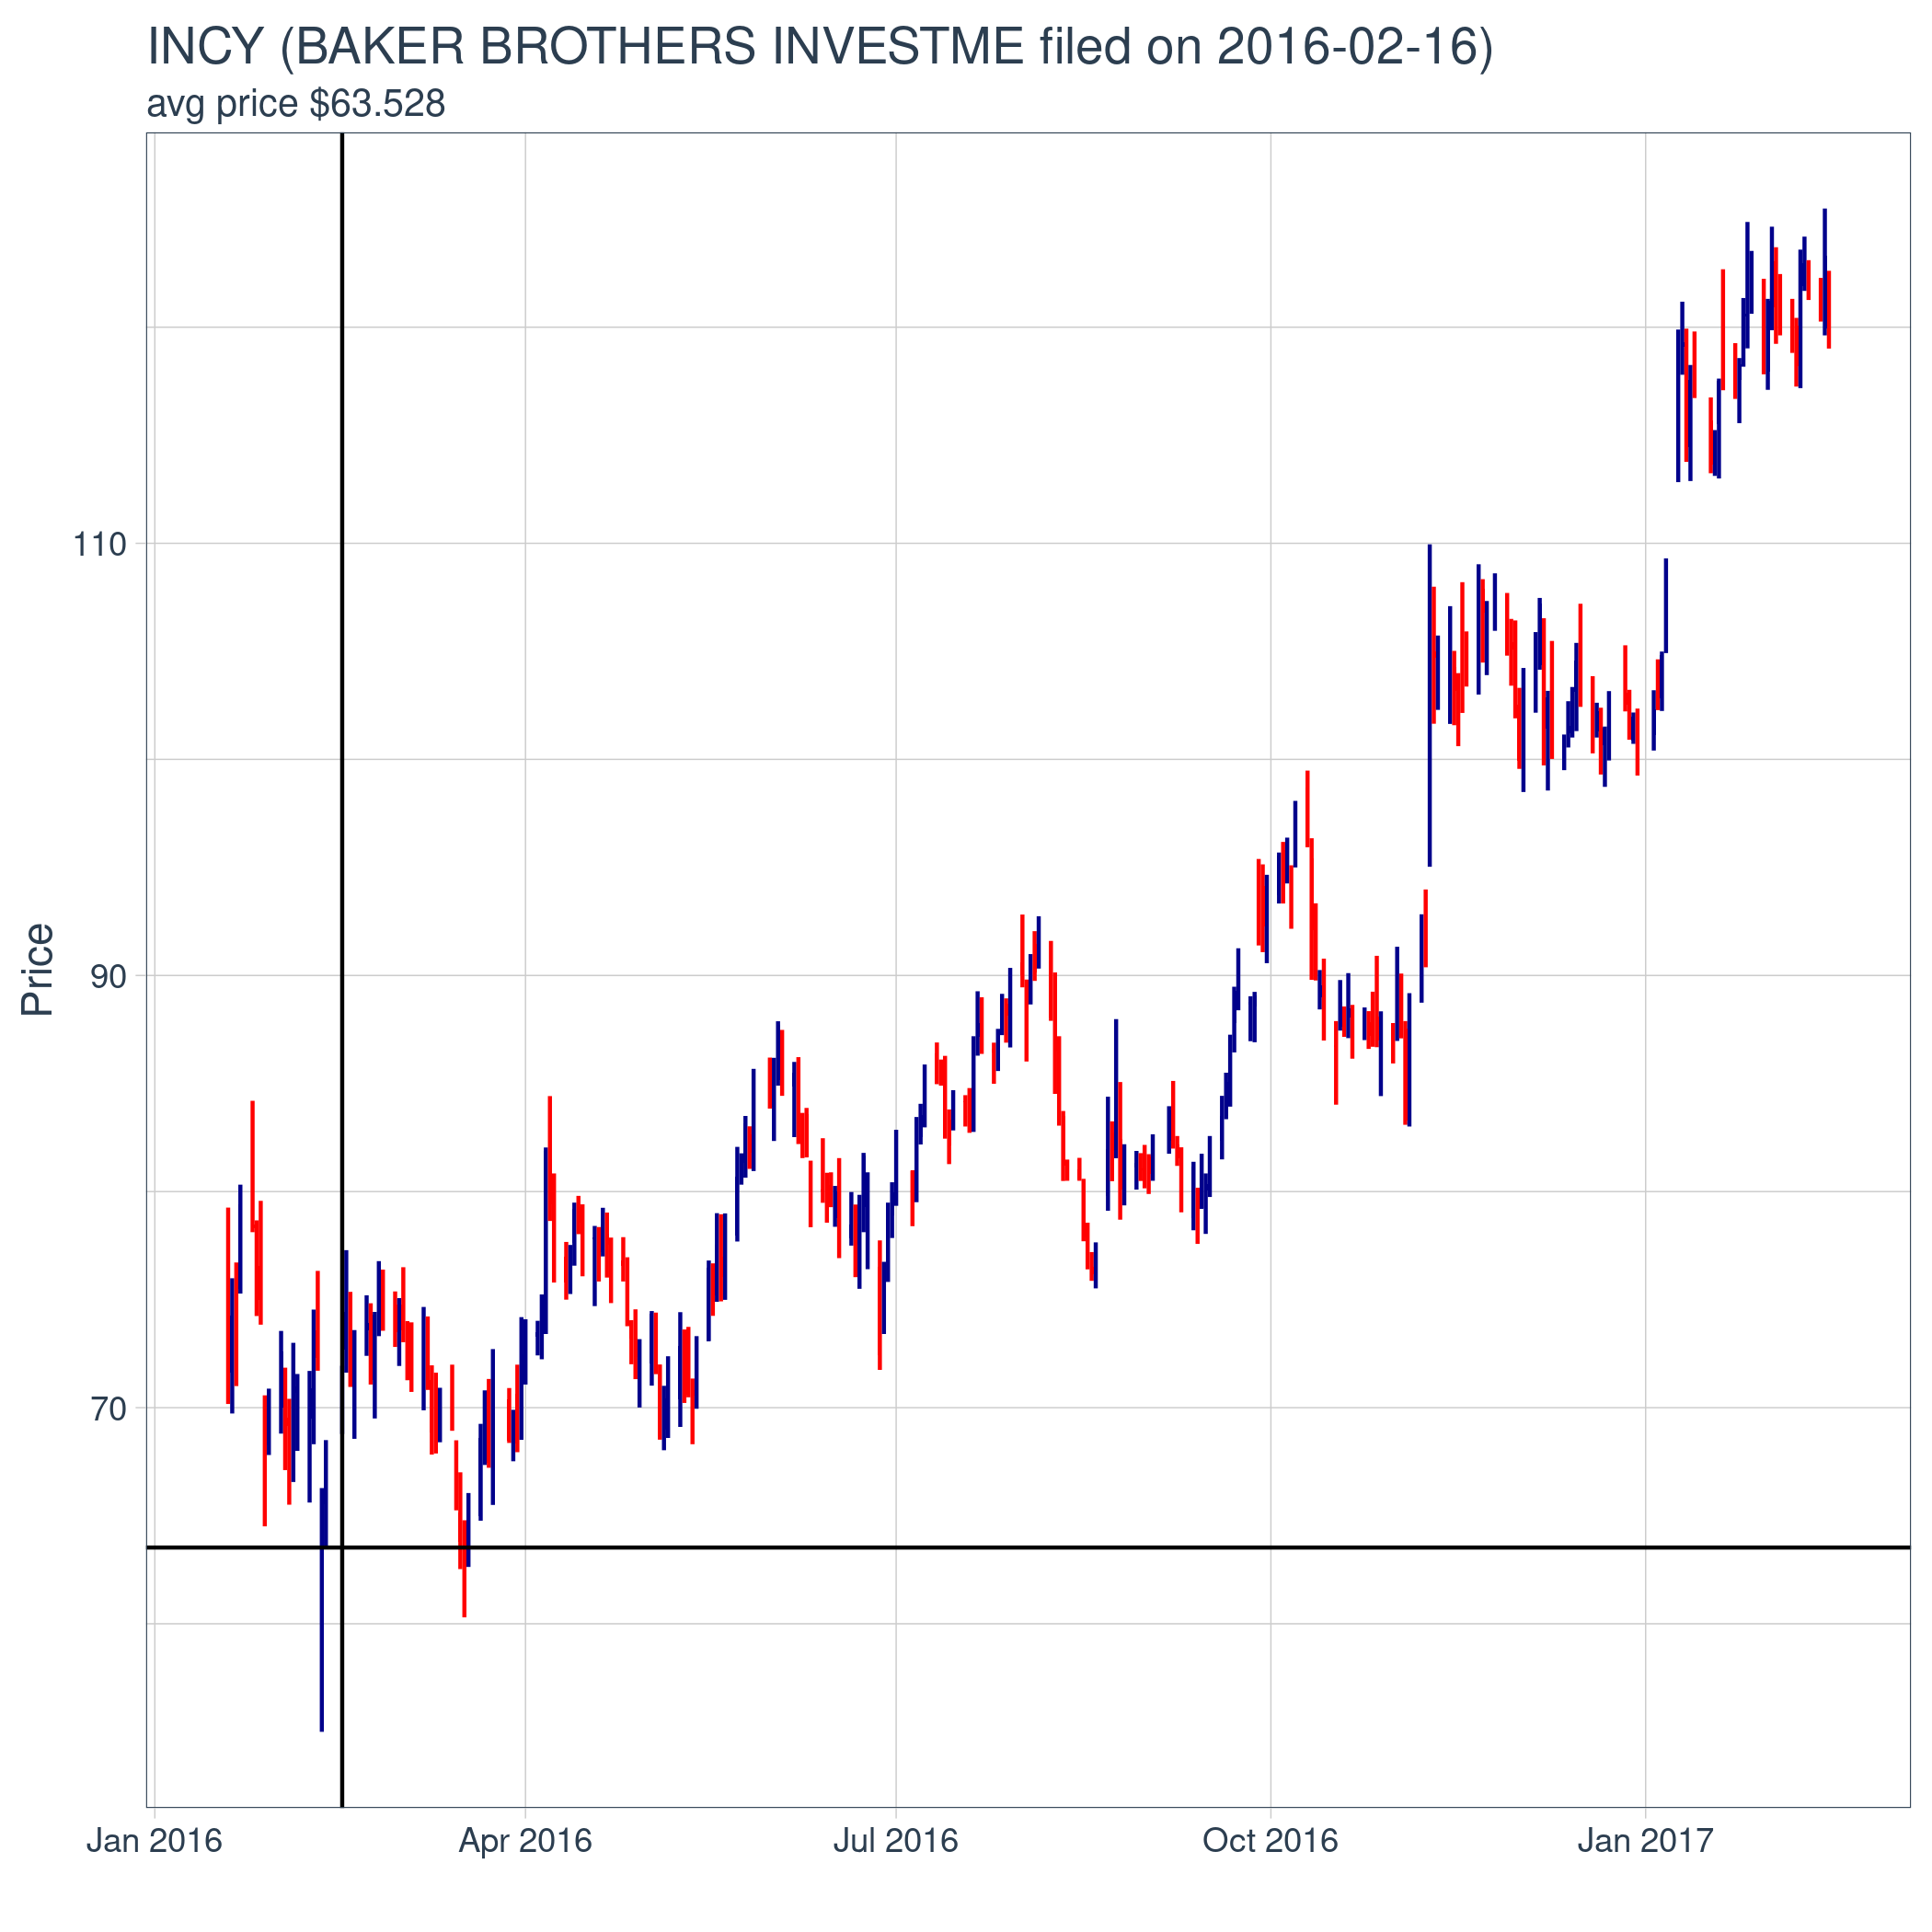 INCY (BAKER BROTHERS INVESTME filed on 2016-02-16)
avg price $63.528
110
90
70
Price
Jan 2016
Apr 2016
Jul 2016
Oct 2016
Jan 2017